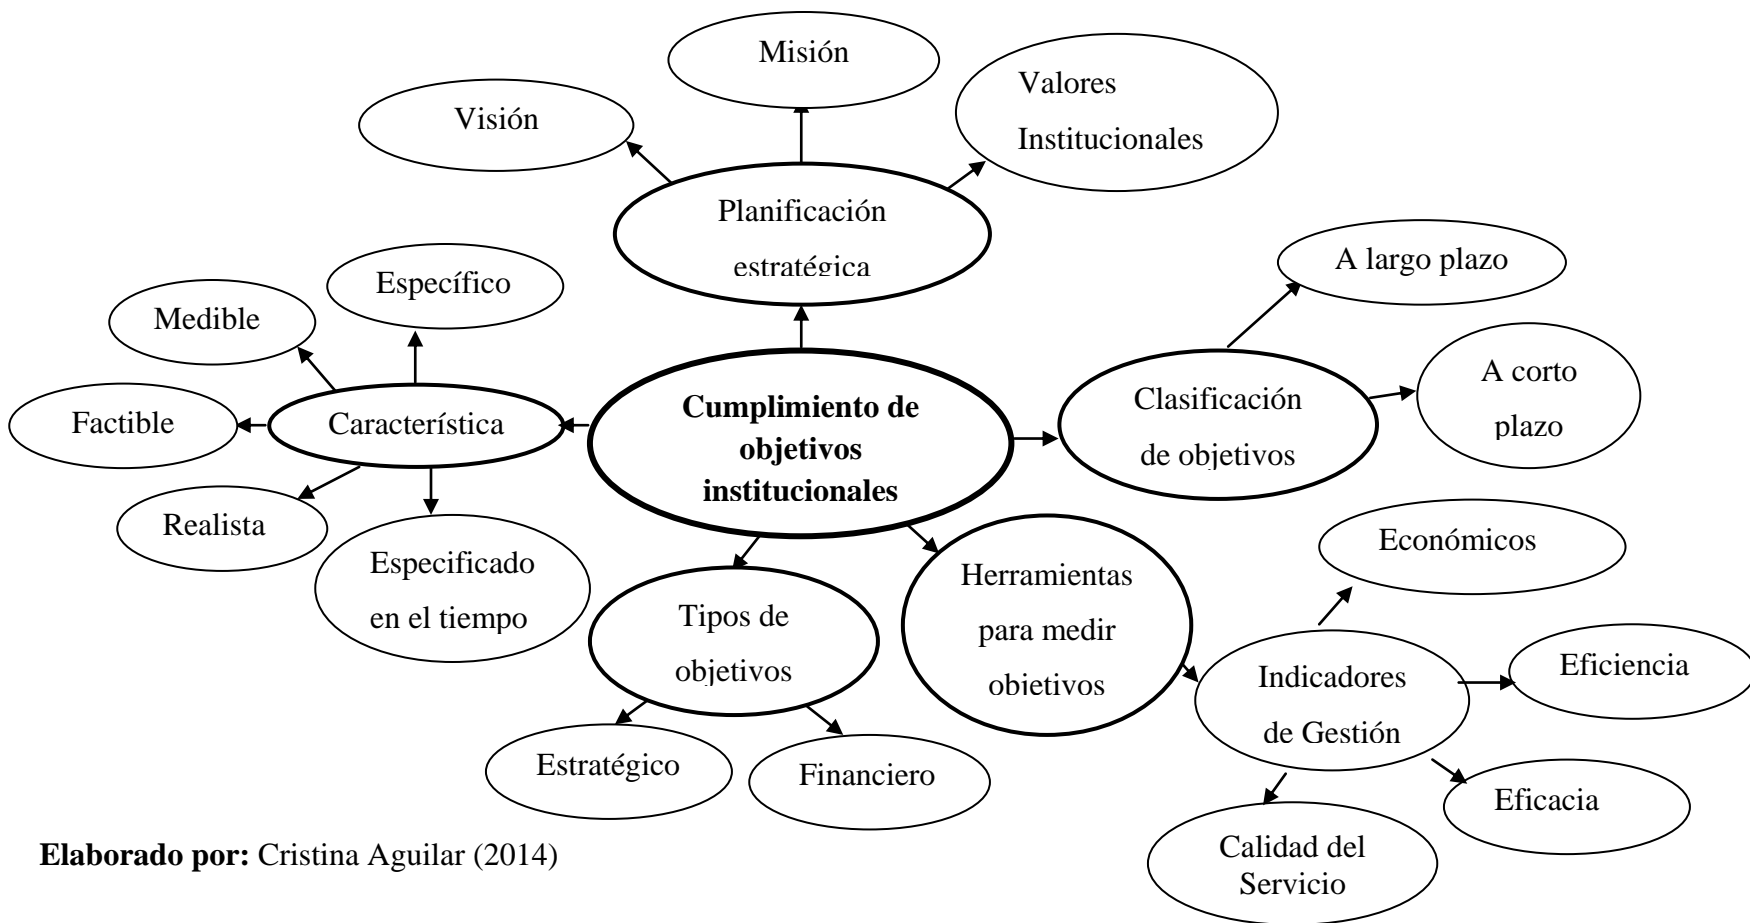 Misión
Visión
Valores
Institucionales
Planificación
estratégica
A largo plazo
Específico
Medible
A corto
plazo
Clasificación
de objetivos
Factible
Característica
Cumplimiento de
objetivos
institucionales
Realista
Especificado
en el tiempo
Económicos
Herramientas
para medir
objetivos
Tipos de
objetivos
Indicadores
de Gestión
Eficiencia
Estratégico
Financiero
Eficacia
Calidad del
Servicio
Elaborado por: Cristina Aguilar (2014)